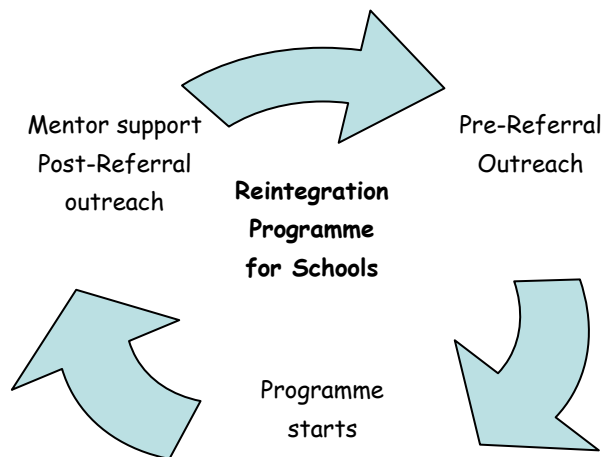 Mentor support
Post-Referral
outreach
Pre-Referral
Outreach
Reintegration
Programme
for Schools
Programme
starts